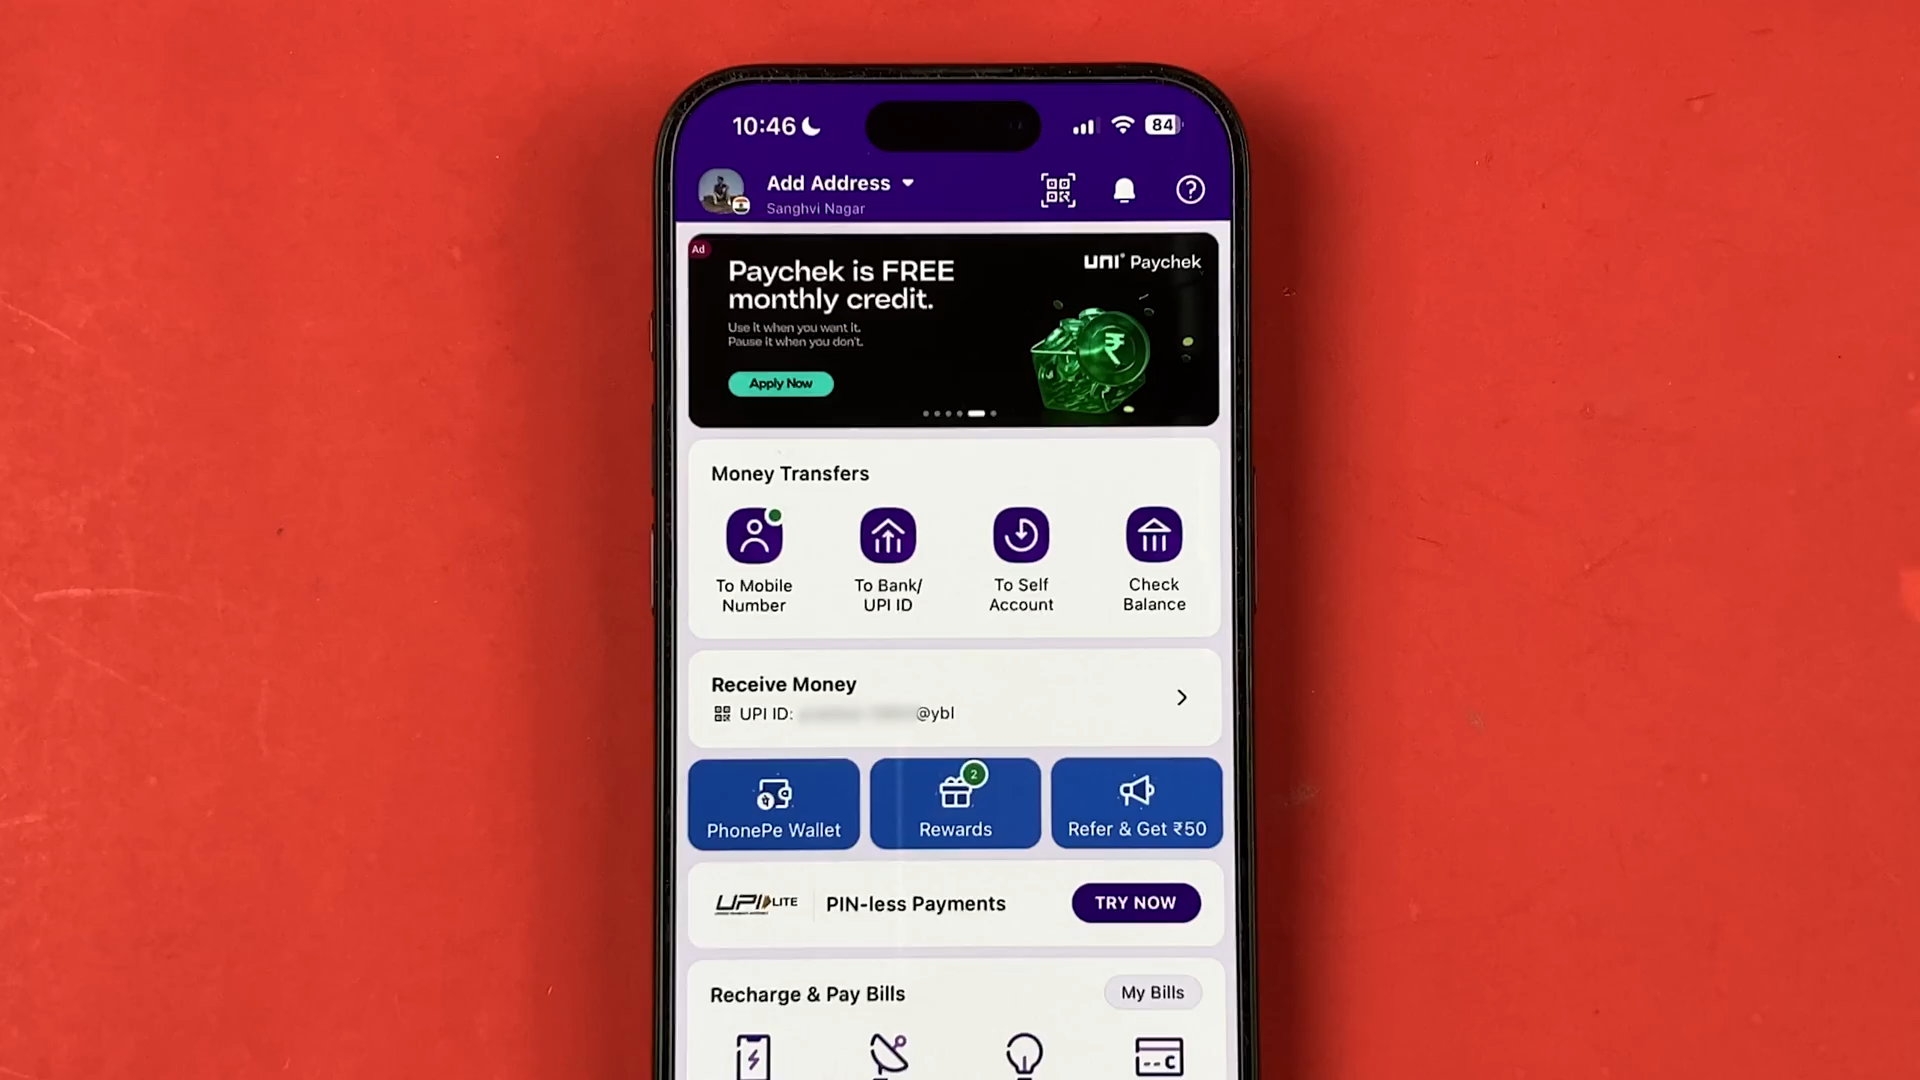 10:46
84
Add Address
Sanghvi Nagar
Ad
Paychek is FREE
monthly credit.
Use it when you want it.
Pause it when you don't.
Apply Now
uni Paychek
₹
Money Transfers
To Mobile
Number
To Bank/
UPI ID
To Self
Account
Check
Balance
Receive Money
UPI ID: @ybl
PhonePe Wallet
2
Rewards
Refer & Get ₹50
UPI LITE
PIN-less Payments
TRY NOW
Recharge & Pay Bills
My Bills